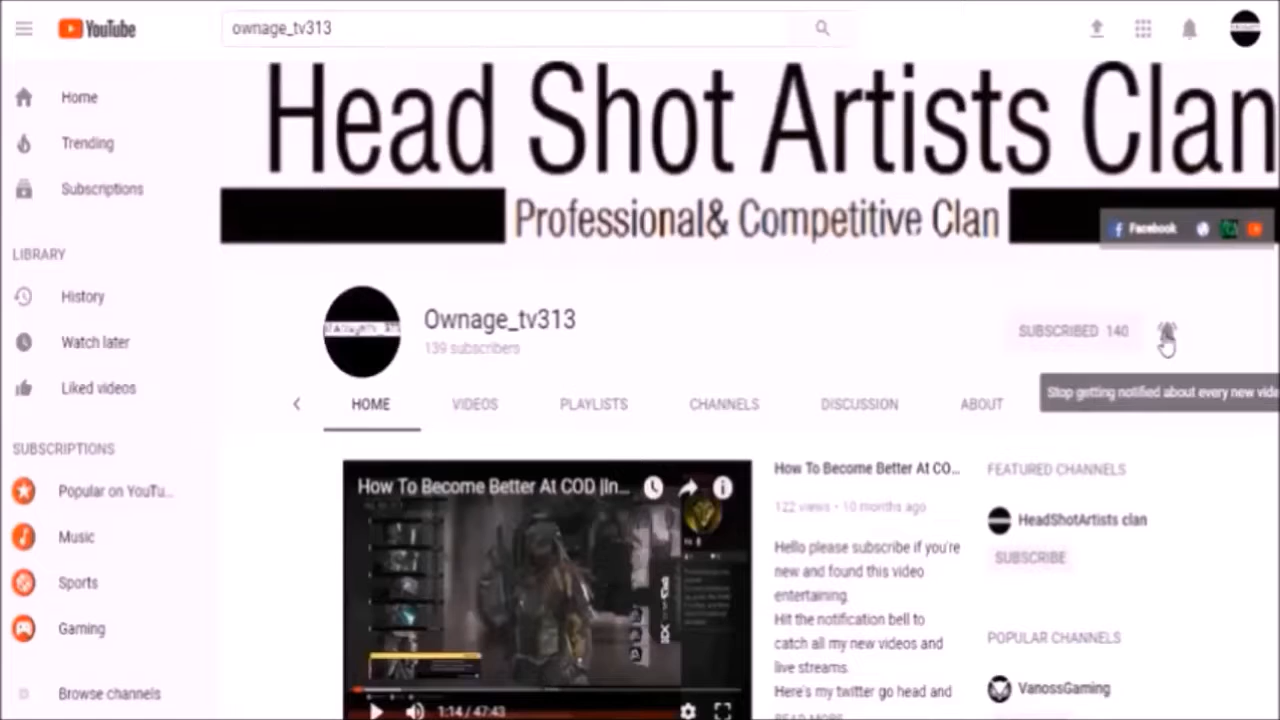 YouTube
ownage_tv313
Home
Trending
Subscriptions
LIBRARY
History
Watch later
Liked videos
SUBSCRIPTIONS
Popular on YouTu...
Music
Sports
Gaming
Browse channels
Head Shot Artists Clan
Professional& Competitive Clan
Facebook
Ownage_tv313
139 subscribers
SUBSCRIBED 140
Stop getting notified about every new vide
HOME
VIDEOS
PLAYLISTS
CHANNELS
DISCUSSION
ABOUT
How To Become Better At COD |In...
1:14 / 47:43
How To Become Better At CO...
122 views • 10 months ago
Hello please subscribe if you're
new and found this video
entertaining.
Hit the notification bell to
catch all my new videos and
live streams.
Here's my twitter go head and
READ MORE
FEATURED CHANNELS
HeadShotArtists clan
SUBSCRIBE
POPULAR CHANNELS
VanossGaming